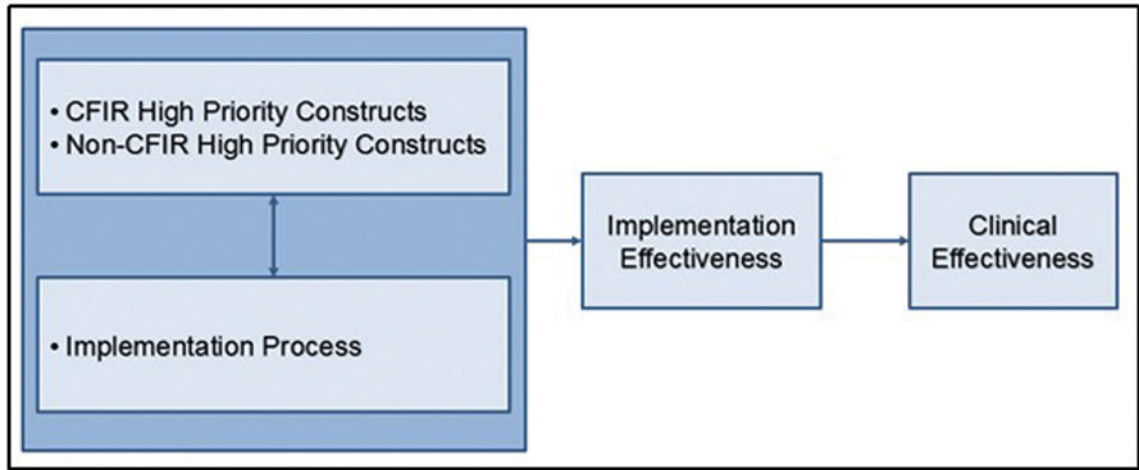 • CFIR High Priority Constructs
• Non-CFIR High Priority Constructs
• Implementation Process
Implementation
Effectiveness
Clinical
Effectiveness